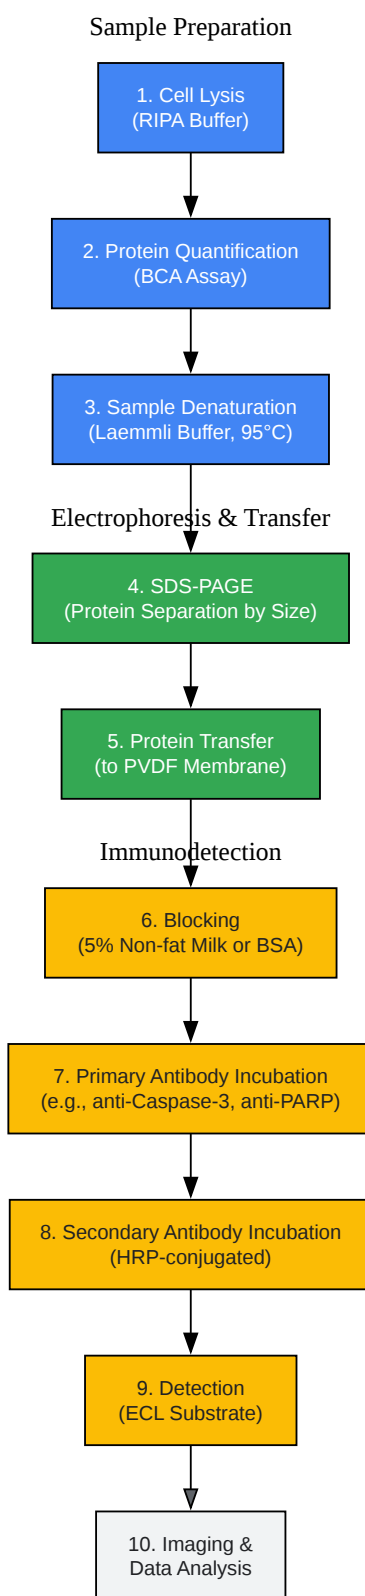 Sample Preparation
1. Cell Lysis
(RIPA Buffer)
2. Protein Quantification
(BCA Assay)
3. Sample Denaturation
(Laemmli Buffer, 95°C)
Electrophoresis & Transfer
4. SDS-PAGE
(Protein Separation by Size)
5. Protein Transfer
(to PVDF Membrane)
Immunodetection
6. Blocking
(5% Non-fat Milk or BSA)
7. Primary Antibody Incubation
(e.g., anti-Caspase-3, anti-PARP)
8. Secondary Antibody Incubation
(HRP-conjugated)
9. Detection
(ECL Substrate)
10. Imaging &
Data Analysis